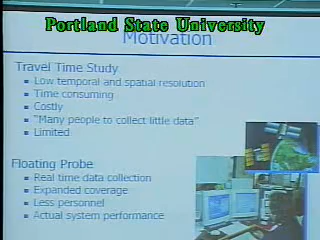 Portland State University
Motivation
Travel Time Study
Low temporal and spatial resolution
Time consuming
Costly
"Many people to collect little data"
Limited
Floating Probe
Real time data collection
Expanded coverage
Less personnel
Actual system performance